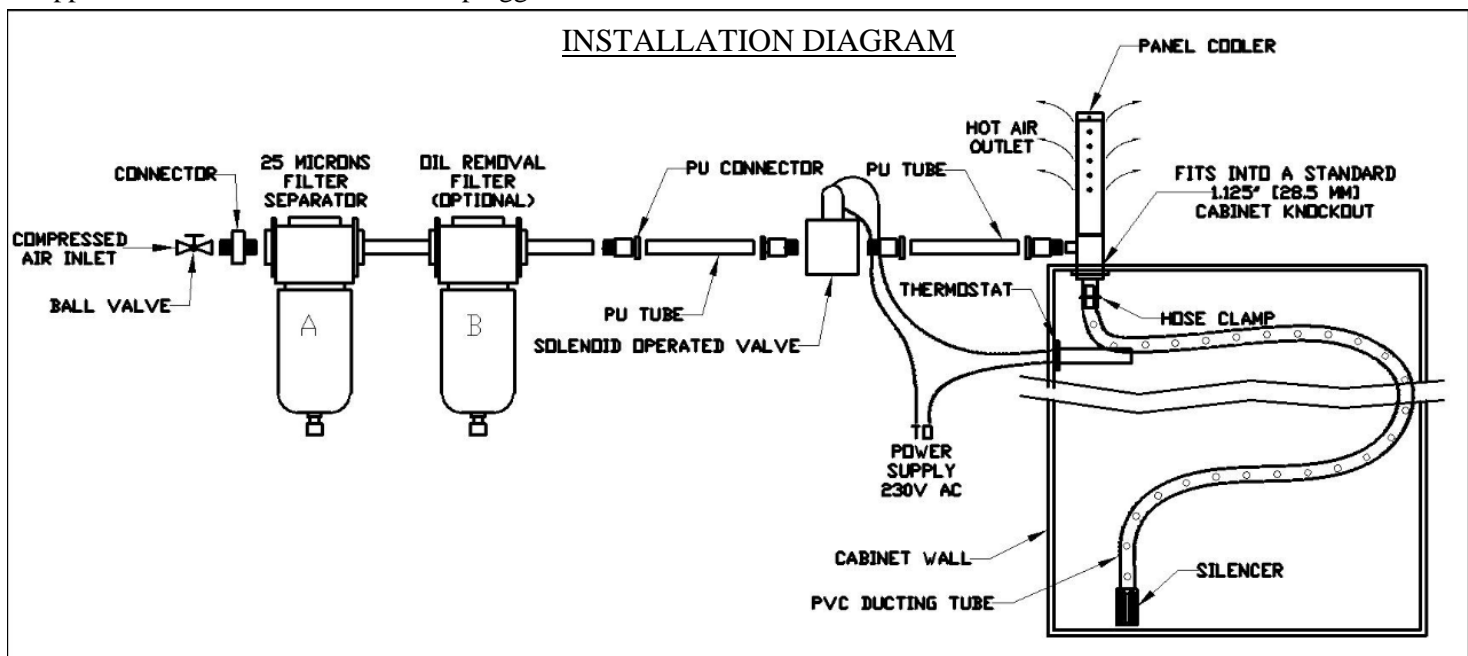 INSTALLATION DIAGRAM
PANEL COOLER
HOT AIR
OUTLET
25 MICRONS
FILTER
SEPARATOR
OIL REMOVAL
FILTER
(OPTIONAL)
CONNECTOR
PU CONNECTOR
PU TUBE
FITS INTO A STANDARD
1.125" [28.5 MM]
CABINET KNOCKOUT
COMPRESSED
AIR INLET
BALL VALVE
A
B
PU TUBE
SOLENOID OPERATED VALVE
THERMOSTAT
HOSE CLAMP
TO
POWER
SUPPLY
230V AC
CABINET WALL
PVC DUCTING TUBE
SILENCER